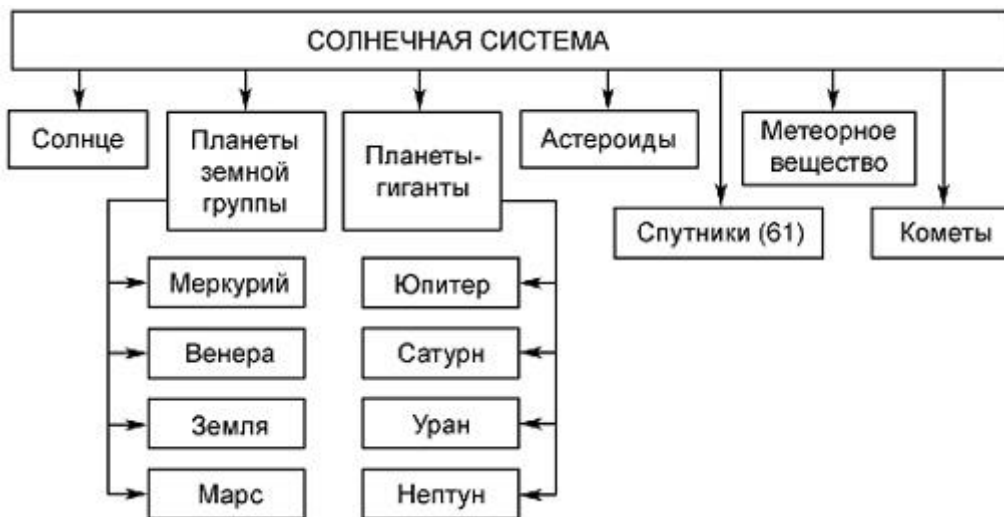 СОЛНЕЧНАЯ СИСТЕМА
Солнце
Планеты
земной
группы
Планеты-
гиганты
Астероиды
Метеорное
вещество
Спутники (61)
Кометы
Меркурий
Венера
Земля
Марс
Юпитер
Сатурн
Уран
Нептун